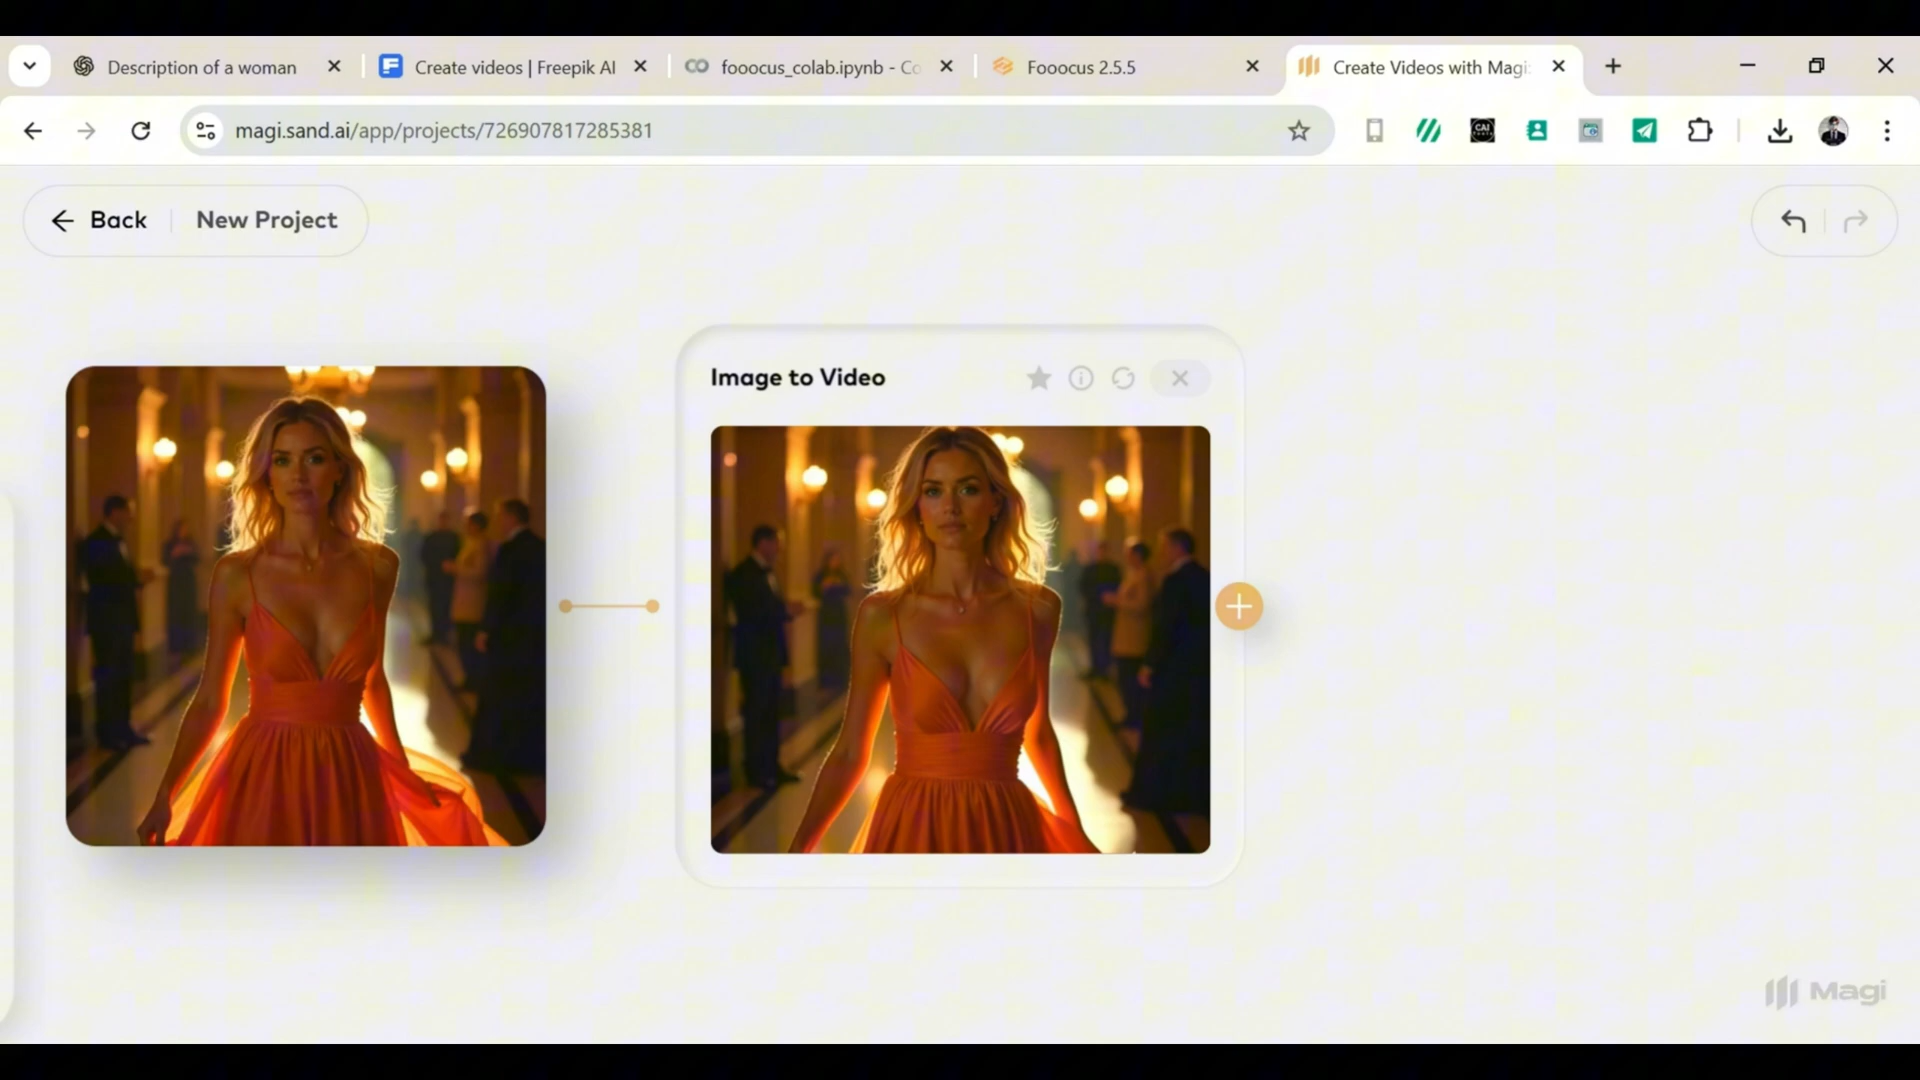 Description of a woman
Create videos | Freepik AI
fooocus_colab.ipynb - Co
Fooocus 2.5.5
Create Videos with Magi:
magi.sand.ai/app/projects/726907817285381
Back
New Project
Image to Video
Magi